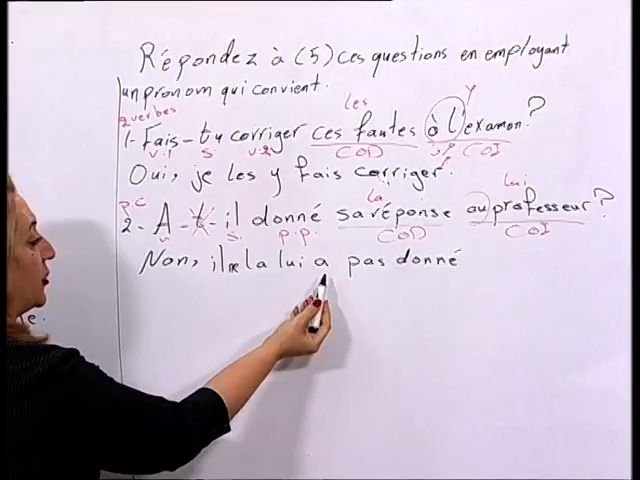 Répondez à (5) ces questions en employant
un pronom qui convient.
2 verbes les y
1- Fais-tu corriger ces fautes à l'examen?
v.1 s v.2 COD COI
Oui, je les y fais corriger.
p.c la lui
2- A-t-il donné sa réponse au professeur?
v s. p.p. COD COI
Non, il ne la lui a pas donné
e.